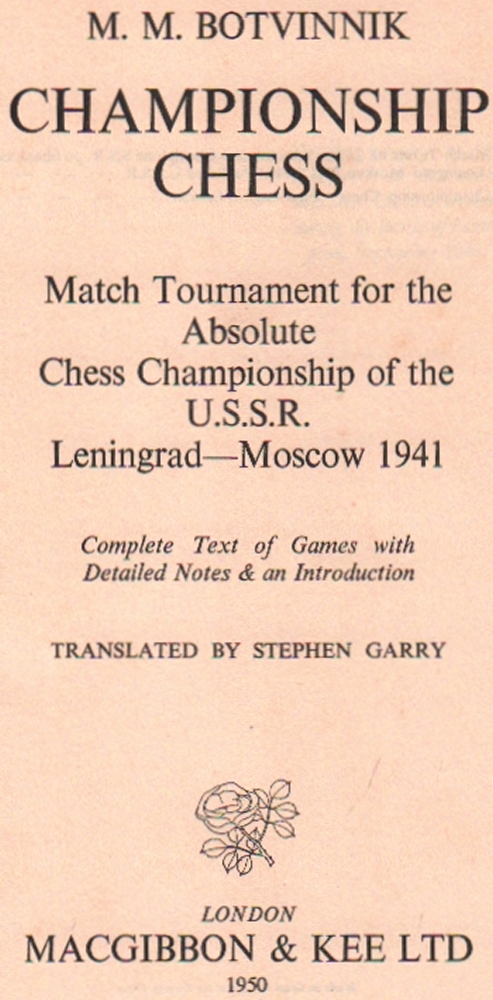 M. M. BOTVINNIK
CHAMPIONSHIP
CHESS
Match Tournament for the
Absolute
Chess Championship of the
U.S.S.R.
Leningrad—Moscow 1941
Complete Text of Games with
Detailed Notes & an Introduction
TRANSLATED BY STEPHEN GARRY
LONDON
MACGIBBON & KEE LTD
1950